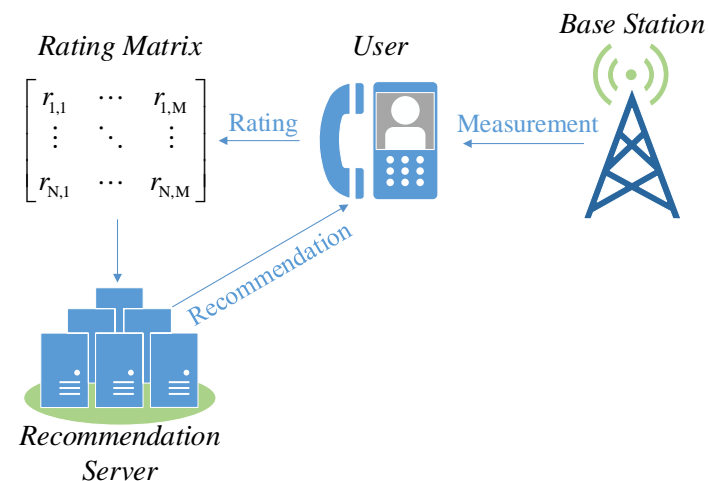 Base Station
Rating Matrix
User
r1,1 ⋯ r1,M
⋮ ⋱ ⋮
rN,1 ⋯ rN,M
Rating
Measurement
Recommendation
Recommendation
Server